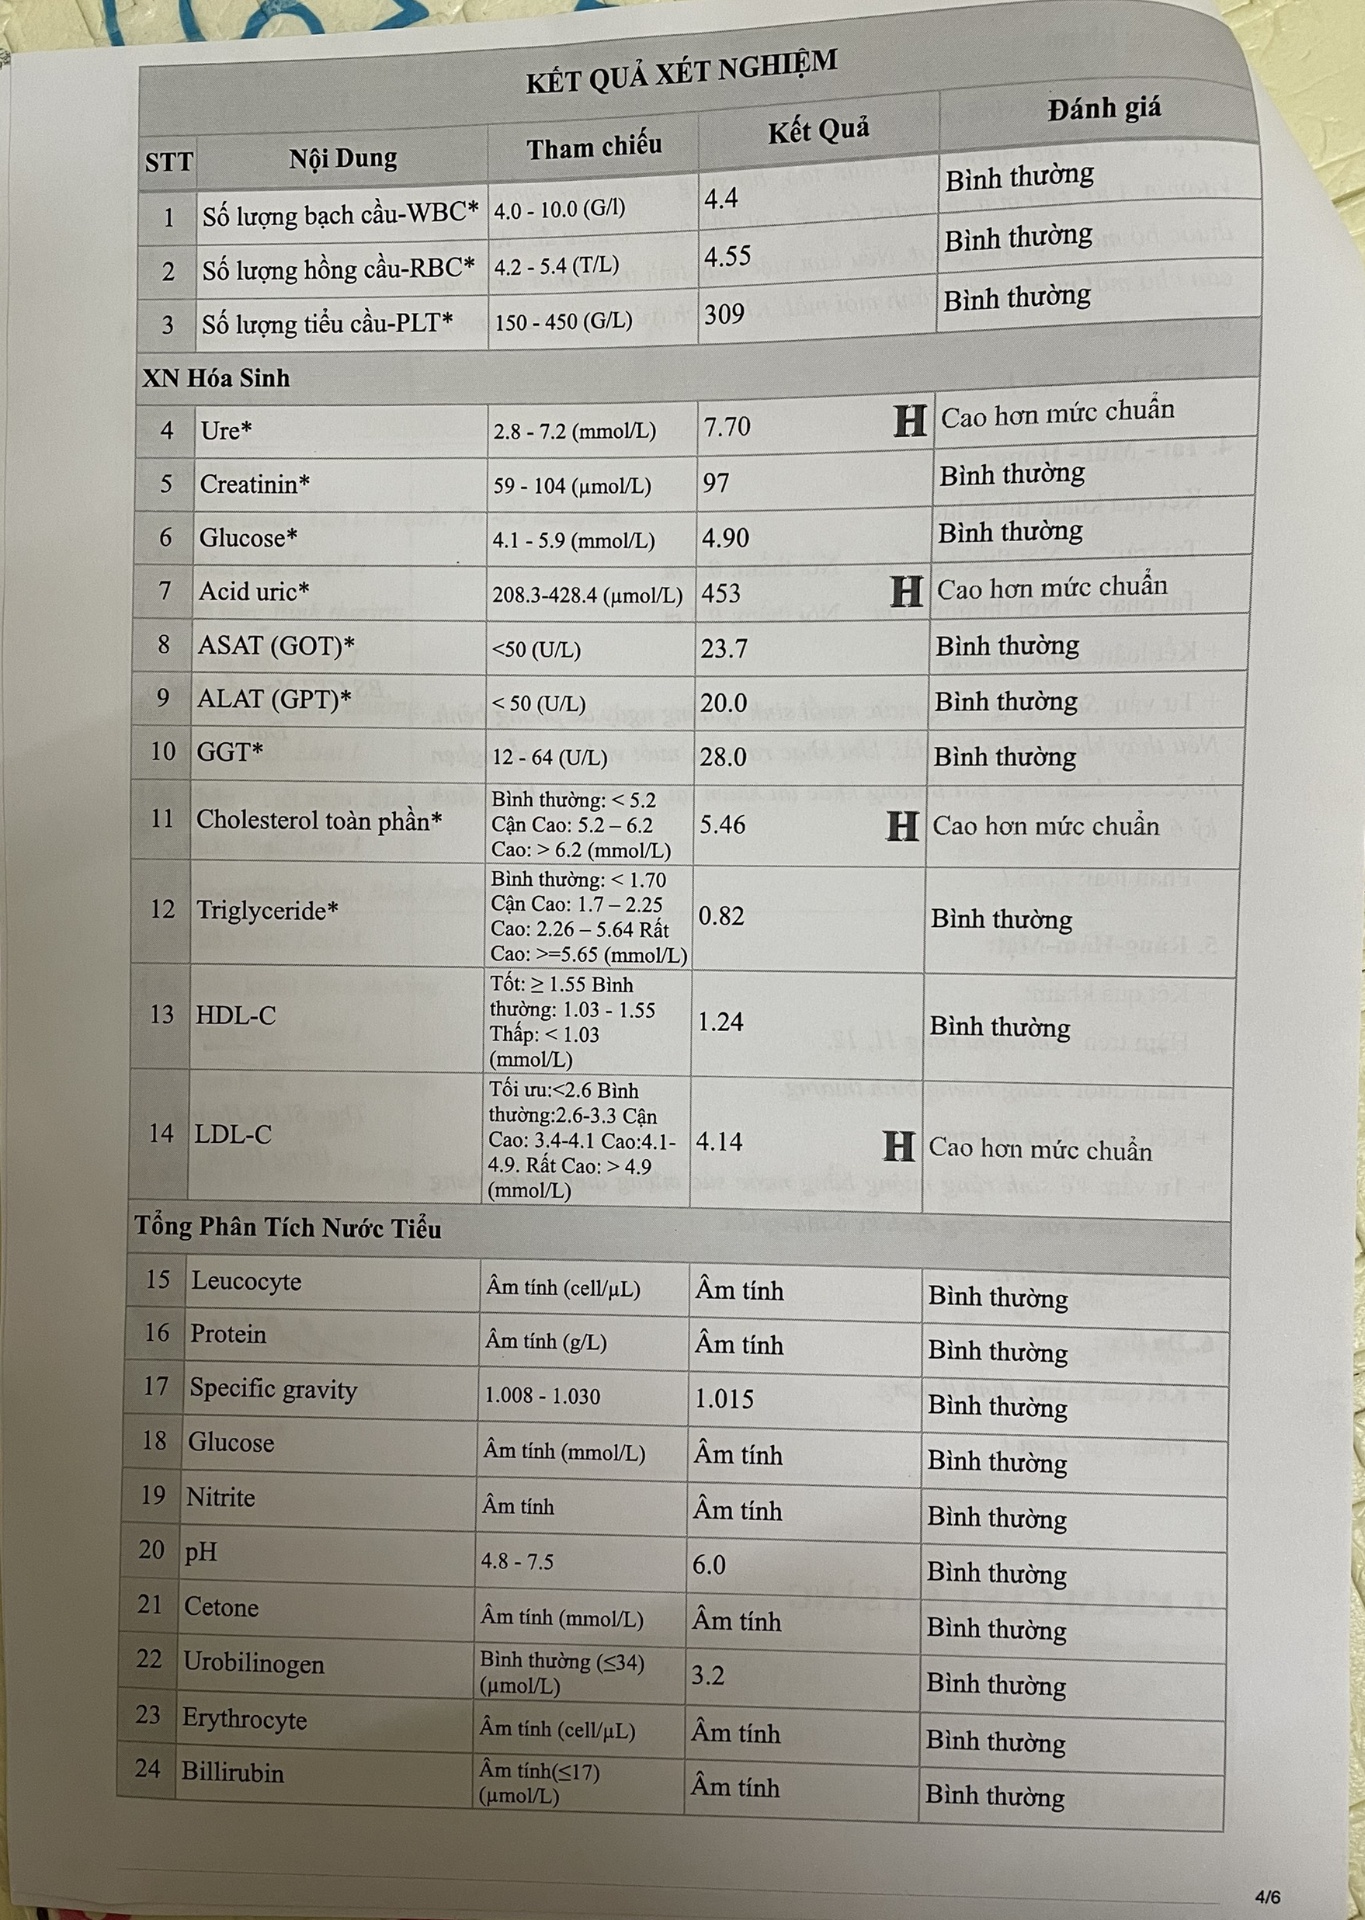 KẾT QUẢ XÉT NGHIỆM
STT Nội Dung Tham chiếu Kết Quả Đánh giá
1 Số lượng bạch cầu-WBC* 4.0 - 10.0 (G/l) 4.4 Bình thường
2 Số lượng hồng cầu-RBC* 4.2 - 5.4 (T/L) 4.55 Bình thường
3 Số lượng tiểu cầu-PLT* 150 - 450 (G/L) 309 Bình thường
XN Hóa Sinh
4 Ure* 2.8 - 7.2 (mmol/L) 7.70 H Cao hơn mức chuẩn
5 Creatinin* 59 - 104 (µmol/L) 97 Bình thường
6 Glucose* 4.1 - 5.9 (mmol/L) 4.90 Bình thường
7 Acid uric* 208.3-428.4 (µmol/L) 453 H Cao hơn mức chuẩn
8 ASAT (GOT)* <50 (U/L) 23.7 Bình thường
9 ALAT (GPT)* < 50 (U/L) 20.0 Bình thường
10 GGT* 12 - 64 (U/L) 28.0 Bình thường
11 Cholesterol toàn phần* Bình thường: < 5.2
Cận Cao: 5.2 – 6.2
Cao: > 6.2 (mmol/L) 5.46 H Cao hơn mức chuẩn
12 Triglyceride* Bình thường: < 1.70
Cận Cao: 1.7 – 2.25
Cao: 2.26 – 5.64 Rất
Cao: >=5.65 (mmol/L) 0.82 Bình thường
13 HDL-C Tốt: ≥ 1.55 Bình
thường: 1.03 - 1.55
Thấp: < 1.03
(mmol/L) 1.24 Bình thường
14 LDL-C Tối ưu:<2.6 Bình
thường:2.6-3.3 Cận
Cao: 3.4-4.1 Cao:4.1-
4.9. Rất Cao: > 4.9
(mmol/L) 4.14 H Cao hơn mức chuẩn
Tổng Phân Tích Nước Tiểu
15 Leucocyte Âm tính (cell/µL) Âm tính Bình thường
16 Protein Âm tính (g/L) Âm tính Bình thường
17 Specific gravity 1.008 - 1.030 1.015 Bình thường
18 Glucose Âm tính (mmol/L) Âm tính Bình thường
19 Nitrite Âm tính Âm tính Bình thường
20 pH 4.8 - 7.5 6.0 Bình thường
21 Cetone Âm tính (mmol/L) Âm tính Bình thường
22 Urobilinogen Bình thường (≤34)
(µmol/L) 3.2 Bình thường
23 Erythrocyte Âm tính (cell/µL) Âm tính Bình thường
24 Billirubin Âm tính(≤17)
(µmol/L) Âm tính Bình thường
4/6